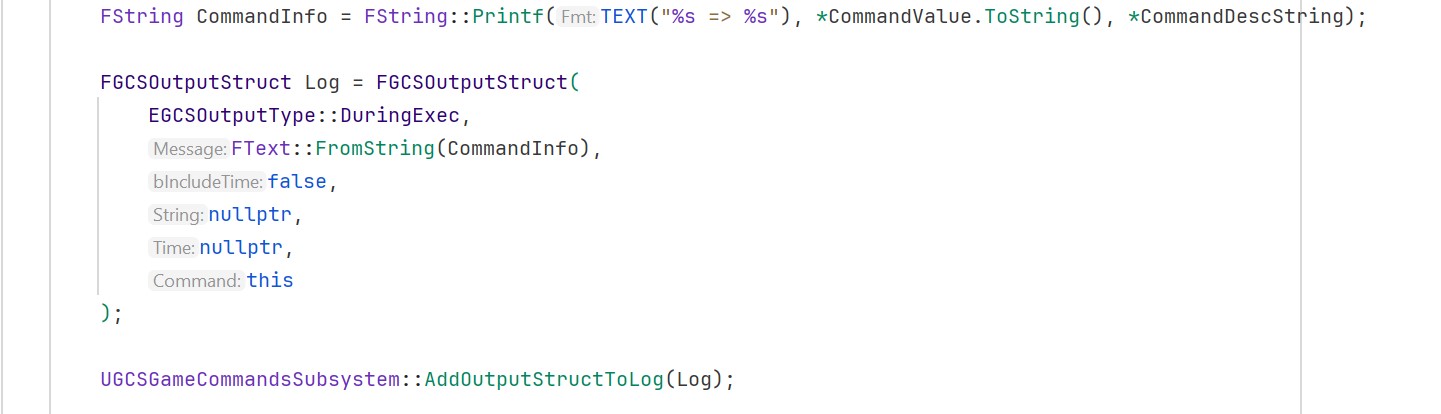 FString CommandInfo = FString::Printf(Fmt: TEXT("%s => %s"), *CommandValue.ToString(), *CommandDescString);
FGCSOutputStruct Log = FGCSOutputStruct(
EGCSOutputType::DuringExec,
Message: FText::FromString(CommandInfo),
bIncludeTime: false,
String: nullptr,
Time: nullptr,
Command: this
);
UGCSGameCommandsSubsystem::AddOutputStructToLog(Log);